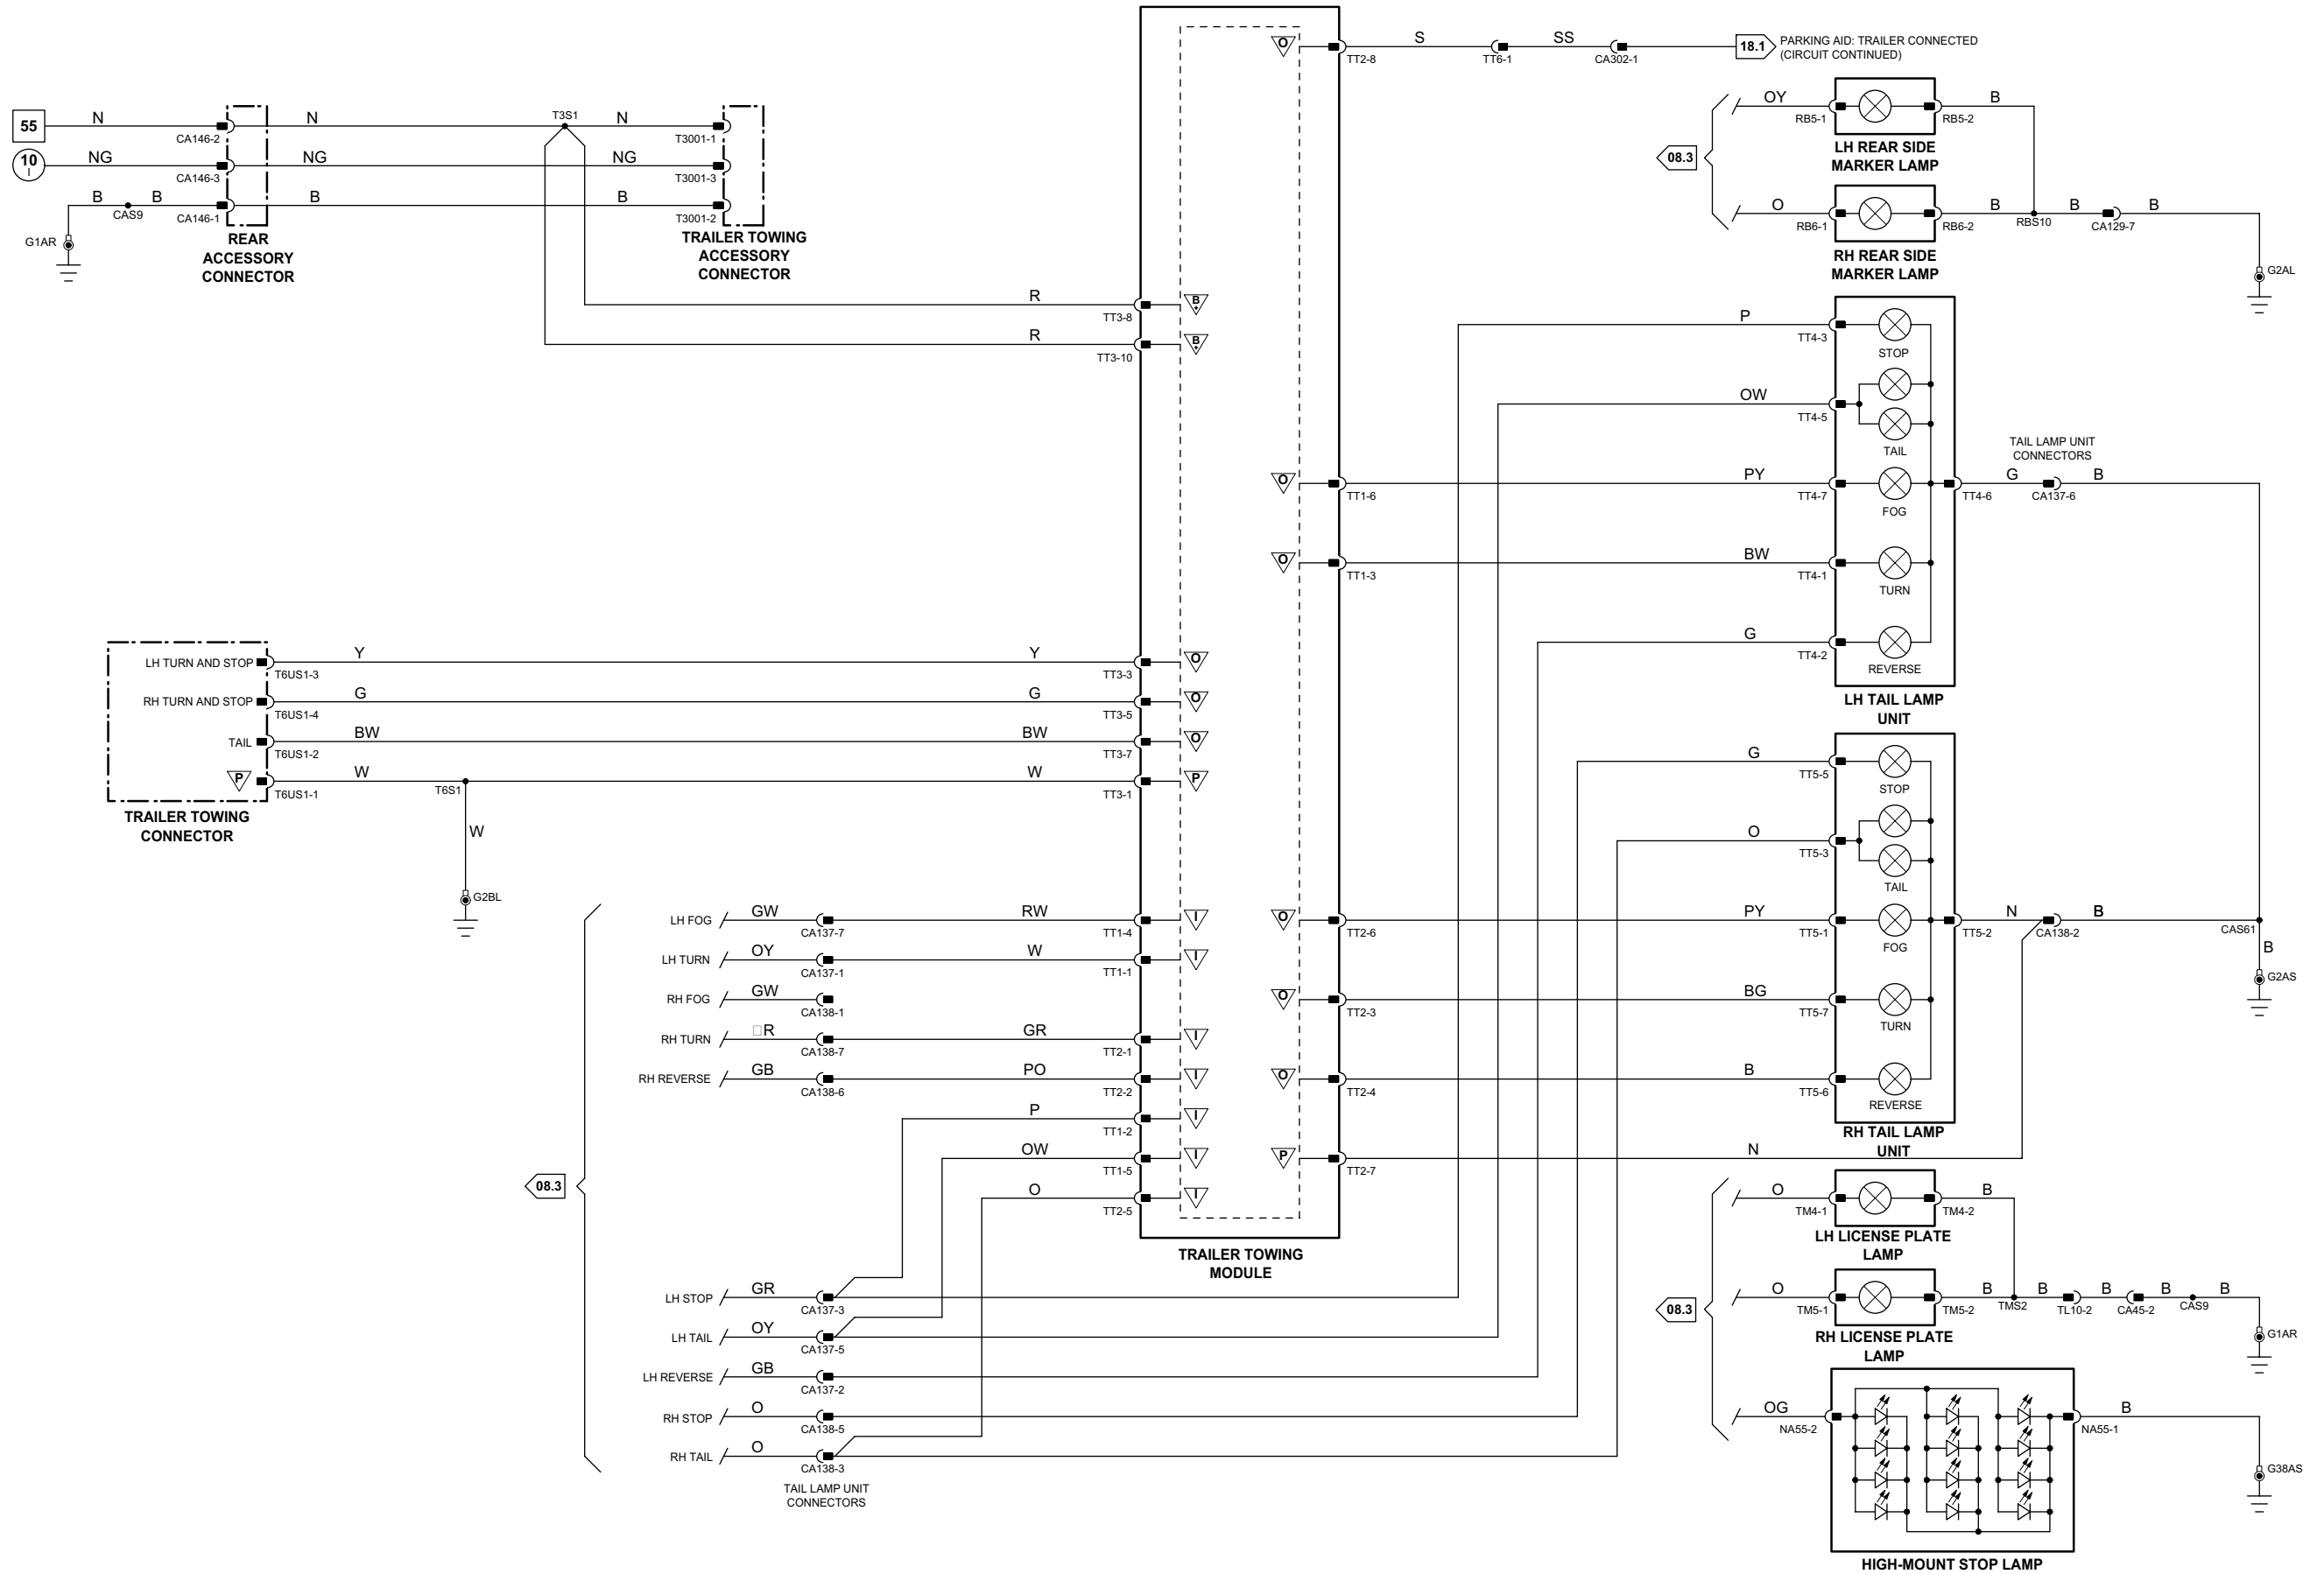 S
SS
TT2-8
TT6-1
CA302-1
18.1
PARKING AID: TRAILER CONNECTED
(CIRCUIT CONTINUED)
O
55
N
CA146-2
N
T3S1
N
T3001-1
10
I
NG
CA146-3
NG
NG
T3001-3
B
B
CAS9
CA146-1
B
B
T3001-2
G1AR
REAR
ACCESSORY
CONNECTOR
TRAILER TOWING
ACCESSORY
CONNECTOR
R
TT3-8
B+
R
TT3-10
B+
08.3
OY
RB5-1
RB5-2
B
LH REAR SIDE
MARKER LAMP
O
RB6-1
RB6-2
B
RBS10
B
CA129-7
B
RH REAR SIDE
MARKER LAMP
G2AL
P
TT4-3
STOP
OW
TT4-5
TAIL
O
TT1-6
PY
TT4-7
FOG
TT4-6
G
TAIL LAMP UNIT
CONNECTORS
CA137-6
B
O
TT1-3
BW
TT4-1
TURN
G
TT4-2
REVERSE
LH TAIL LAMP
UNIT
LH TURN AND STOP
T6US1-3
Y
Y
TT3-3
O
RH TURN AND STOP
T6US1-4
G
G
TT3-5
O
TAIL
T6US1-2
BW
BW
TT3-7
O
P
T6US1-1
W
T6S1
W
TT3-1
P
W
G2BL
TRAILER TOWING
CONNECTOR
G
TT5-5
STOP
O
TT5-3
TAIL
O
TT2-6
PY
TT5-1
FOG
TT5-2
N
CA138-2
B
CAS61
B
G2AS
O
TT2-3
BG
TT5-7
TURN
O
TT2-4
B
TT5-6
REVERSE
RH TAIL LAMP
UNIT
P
TT2-7
N
08.3
LH FOG
GW
CA137-7
RW
TT1-4
I
LH TURN
OY
CA137-1
W
TT1-1
I
RH FOG
GW
CA138-1
RH TURN
R
CA138-7
GR
TT2-1
I
RH REVERSE
GB
CA138-6
PO
TT2-2
I
P
TT1-2
I
OW
TT1-5
I
O
TT2-5
I
TRAILER TOWING
MODULE
LH STOP
GR
CA137-3
LH TAIL
OY
CA137-5
LH REVERSE
GB
CA137-2
RH STOP
O
CA138-5
RH TAIL
O
CA138-3
TAIL LAMP UNIT
CONNECTORS
08.3
O
TM4-1
TM4-2
B
LH LICENSE PLATE
LAMP
O
TM5-1
TM5-2
B
TMS2
B
TL10-2
B
CA45-2
B
CAS9
B
G1AR
RH LICENSE PLATE
LAMP
OG
NA55-2
NA55-1
B
G38AS
HIGH-MOUNT STOP LAMP